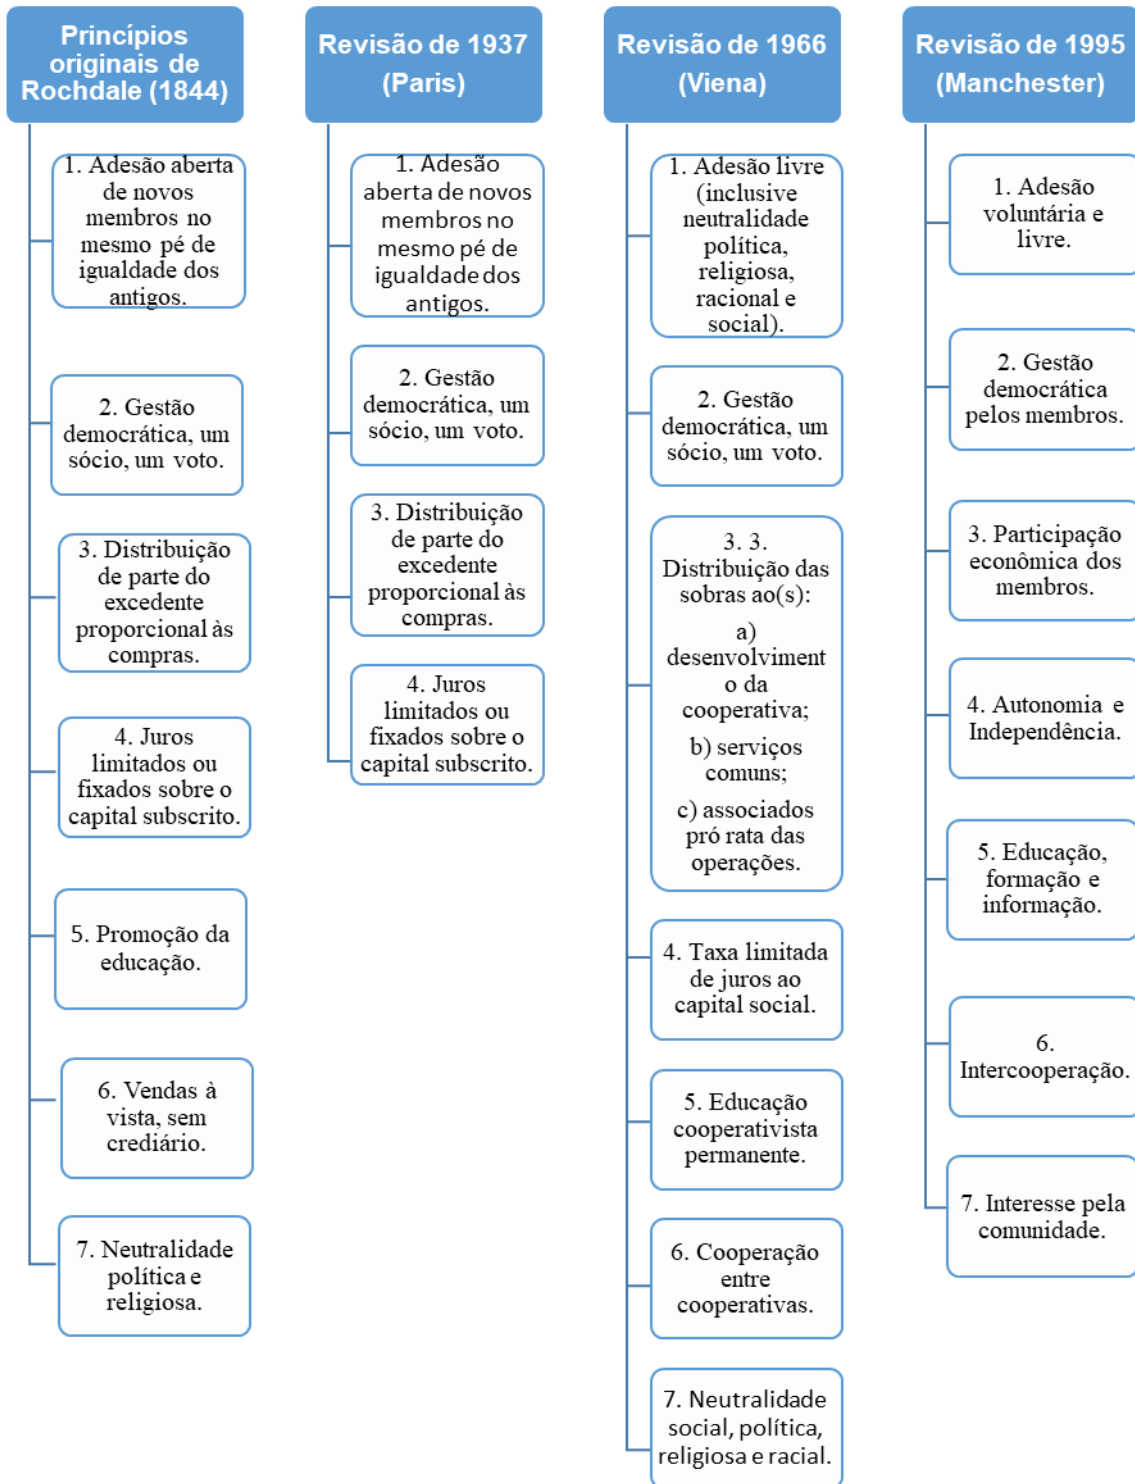 Princípios
originais de
Rochdale (1844)
1. Adesão aberta
de novos
membros no
mesmo pé de
igualdade dos
antigos.
2. Gestão
democrática, um
sócio, um voto.
3. Distribuição
de parte do
excedente
proporcional às
compras.
4. Juros
limitados ou
fixados sobre o
capital subscrito.
5. Promoção da
educação.
6. Vendas à
vista, sem
crediário.
7. Neutralidade
política e
religiosa.
Revisão de 1937
(Paris)
1. Adesão
aberta de novos
membros no
mesmo pé de
igualdade dos
antigos.
2. Gestão
democrática, um
sócio, um voto.
3. Distribuição
de parte do
excedente
proporcional às
compras.
4. Juros
limitados ou
fixados sobre o
capital subscrito.
Revisão de 1966
(Viena)
1. Adesão livre
(inclusive
neutralidade
política,
religiosa,
racional e
social).
2. Gestão
democrática, um
sócio, um voto.
3. 3.
Distribuição das
sobras ao(s):
a)
desenvolviment
o da
cooperativa;
b) serviços
comuns;
c) associados
pró rata das
operações.
4. Taxa limitada
de juros ao
capital social.
5. Educação
cooperativista
permanente.
6. Cooperação
entre
cooperativas.
7. Neutralidade
social, política,
religiosa e racial.
Revisão de 1995
(Manchester)
1. Adesão
voluntária e
livre.
2. Gestão
democrática
pelos membros.
3. Participação
econômica dos
membros.
4. Autonomia e
Independência.
5. Educação,
formação e
informação.
6.
Intercooperação.
7. Interesse pela
comunidade.